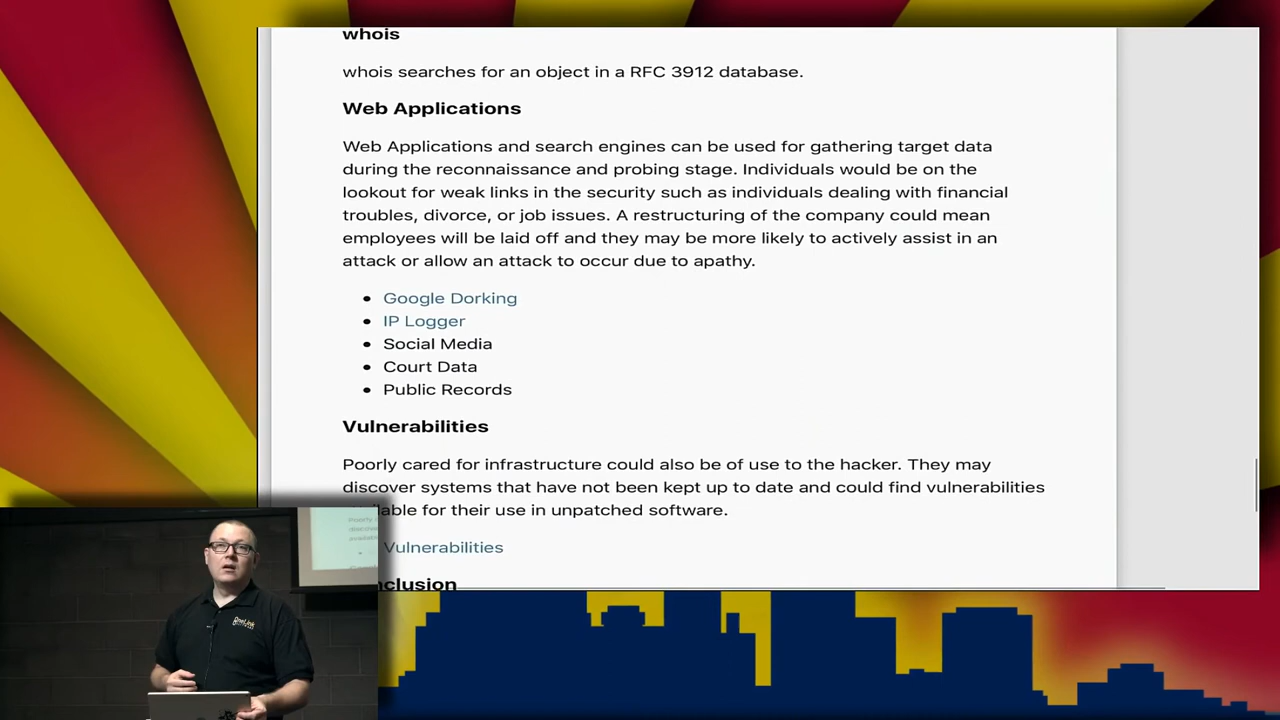 whois
whois searches for an object in a RFC 3912 database.
Web Applications
Web Applications and search engines can be used for gathering target data
during the reconnaissance and probing stage. Individuals would be on the
lookout for weak links in the security such as individuals dealing with financial
troubles, divorce, or job issues. A restructuring of the company could mean
employees will be laid off and they may be more likely to actively assist in an
attack or allow an attack to occur due to apathy.
Google Dorking
IP Logger
Social Media
Court Data
Public Records
Vulnerabilities
Poorly cared for infrastructure could also be of use to the hacker. They may
discover systems that have not been kept up to date and could find vulnerabilities
for their use in unpatched software.
Vulnerabilities